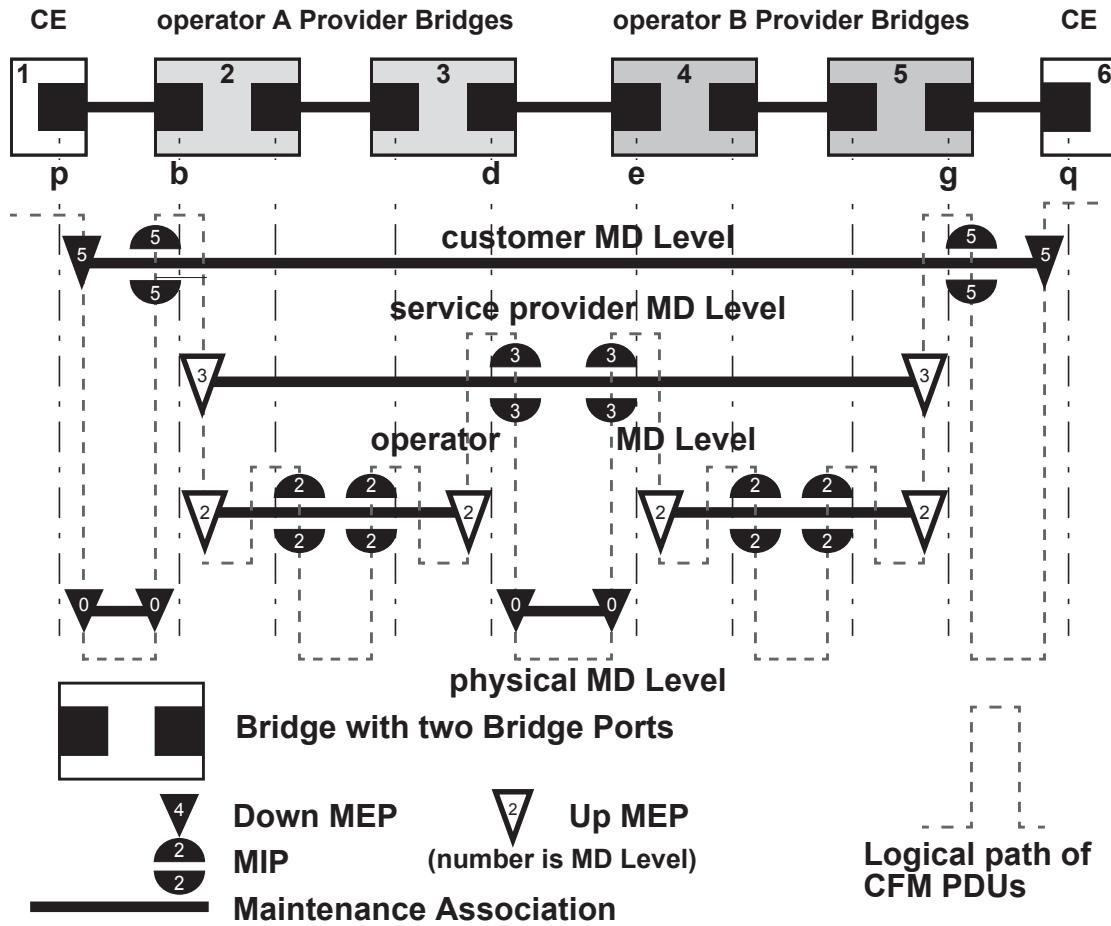 CE operator A Provider Bridges operator B Provider Bridges CE
1 2 3 4 5 6
p b d e g q
5 5 5
customer MD Level
5 5 5
service provider MD Level
3 3
3 3
3 3
operator MD Level
2 2 2 2
2 2 2 2
2 2 2 2
0 0 0 0
physical MD Level
Bridge with two Bridge Ports
4 Down MEP
2 Up MEP
(number is MD Level)
2 MIP
2
Maintenance Association
Logical path of
CFM PDUs